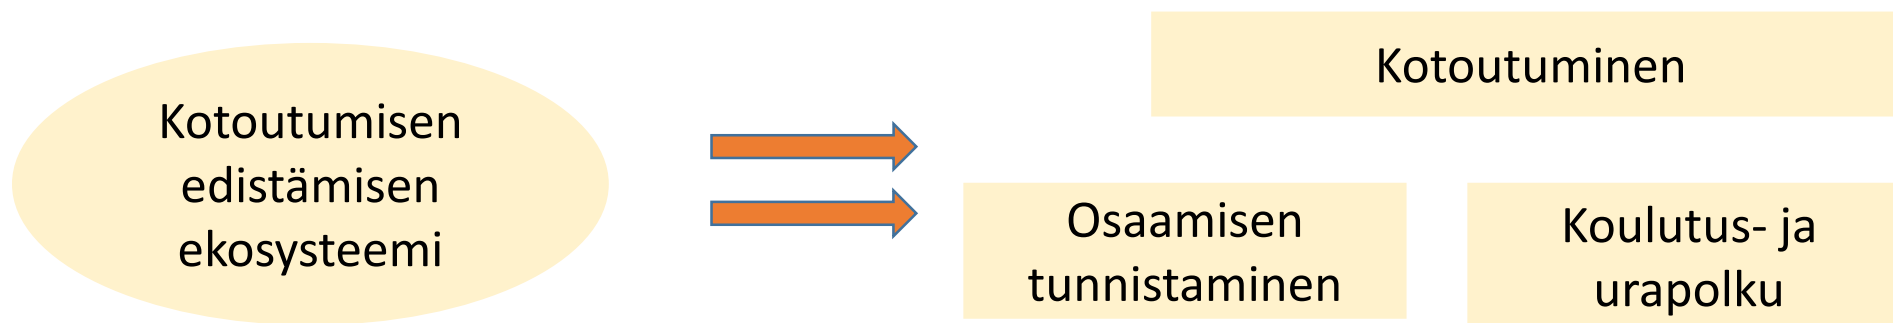 Kotoutumisen
edistämisen
ekosysteemi
Kotoutuminen
Osaamisen
tunnistaminen
Koulutus- ja
urapolku